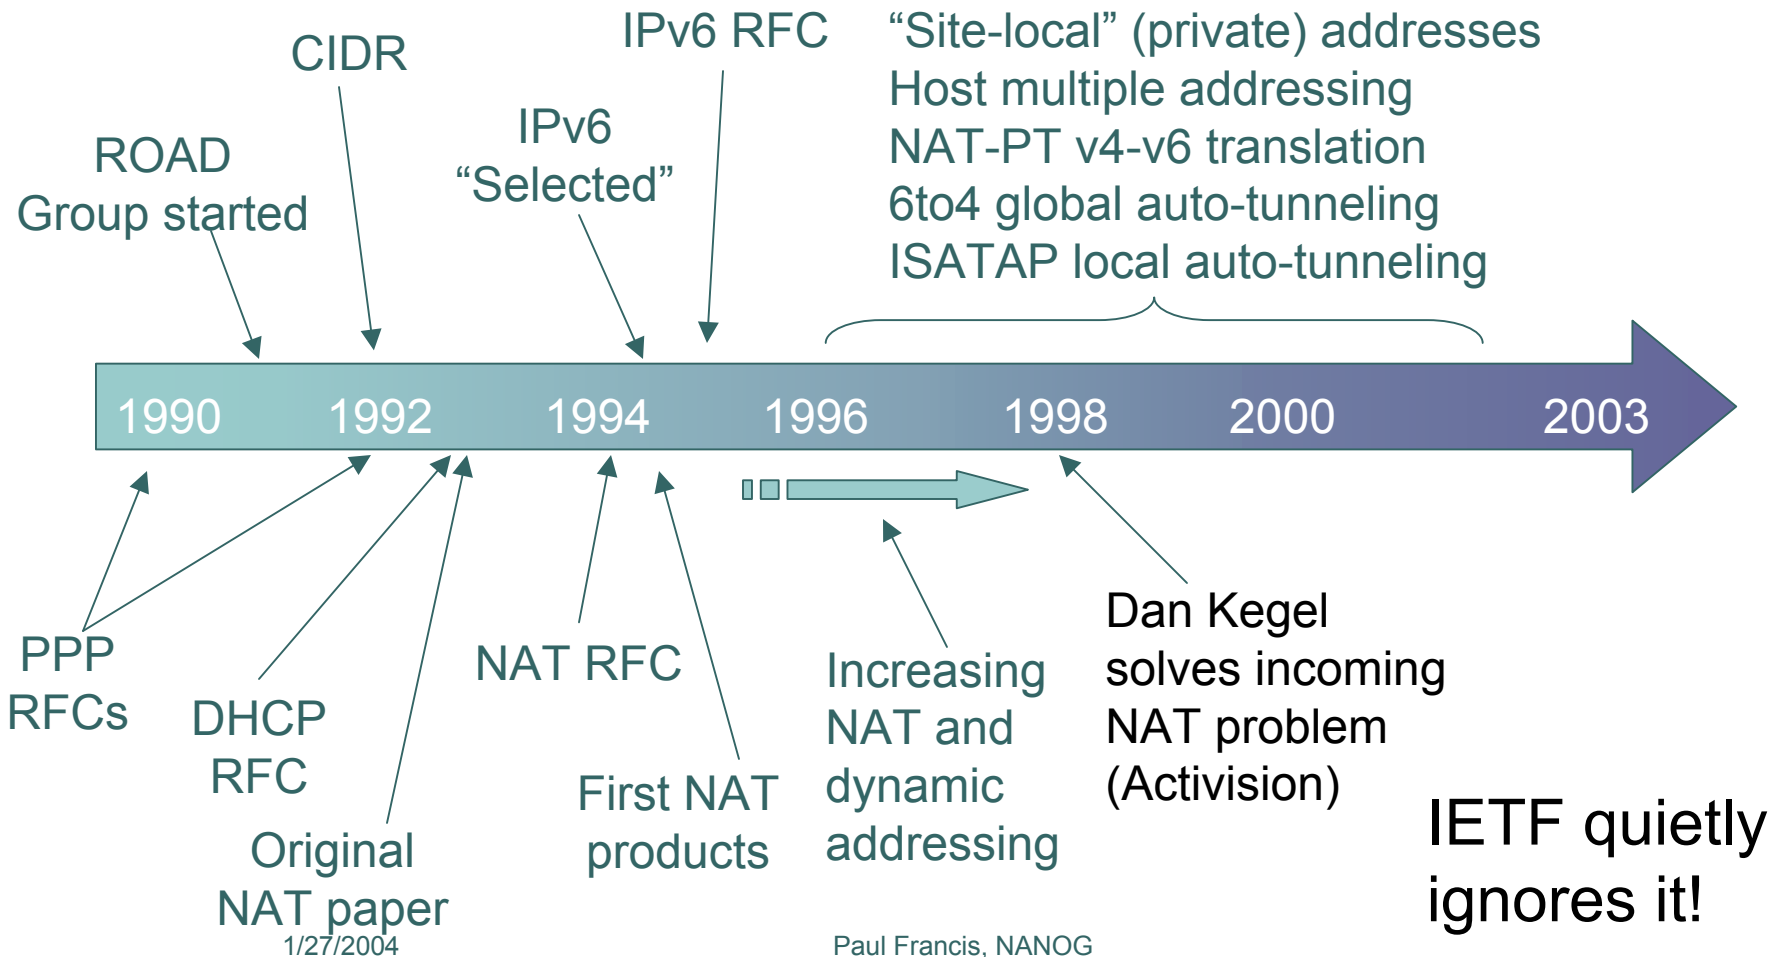 CIDR
IPv6 RFC
“Site-local” (private) addresses
Host multiple addressing
NAT-PT v4-v6 translation
6to4 global auto-tunneling
ISATAP local auto-tunneling
IPv6
“Selected”
ROAD
Group started
1990 1992 1994 1996 1998 2000 2003
PPP
RFCs
DHCP
RFC
Original
NAT paper
NAT RFC
First NAT
products
Increasing
NAT and
dynamic
addressing
Dan Kegel
solves incoming
NAT problem
(Activision)
IETF quietly
ignores it!
1/27/2004
Paul Francis, NANOG